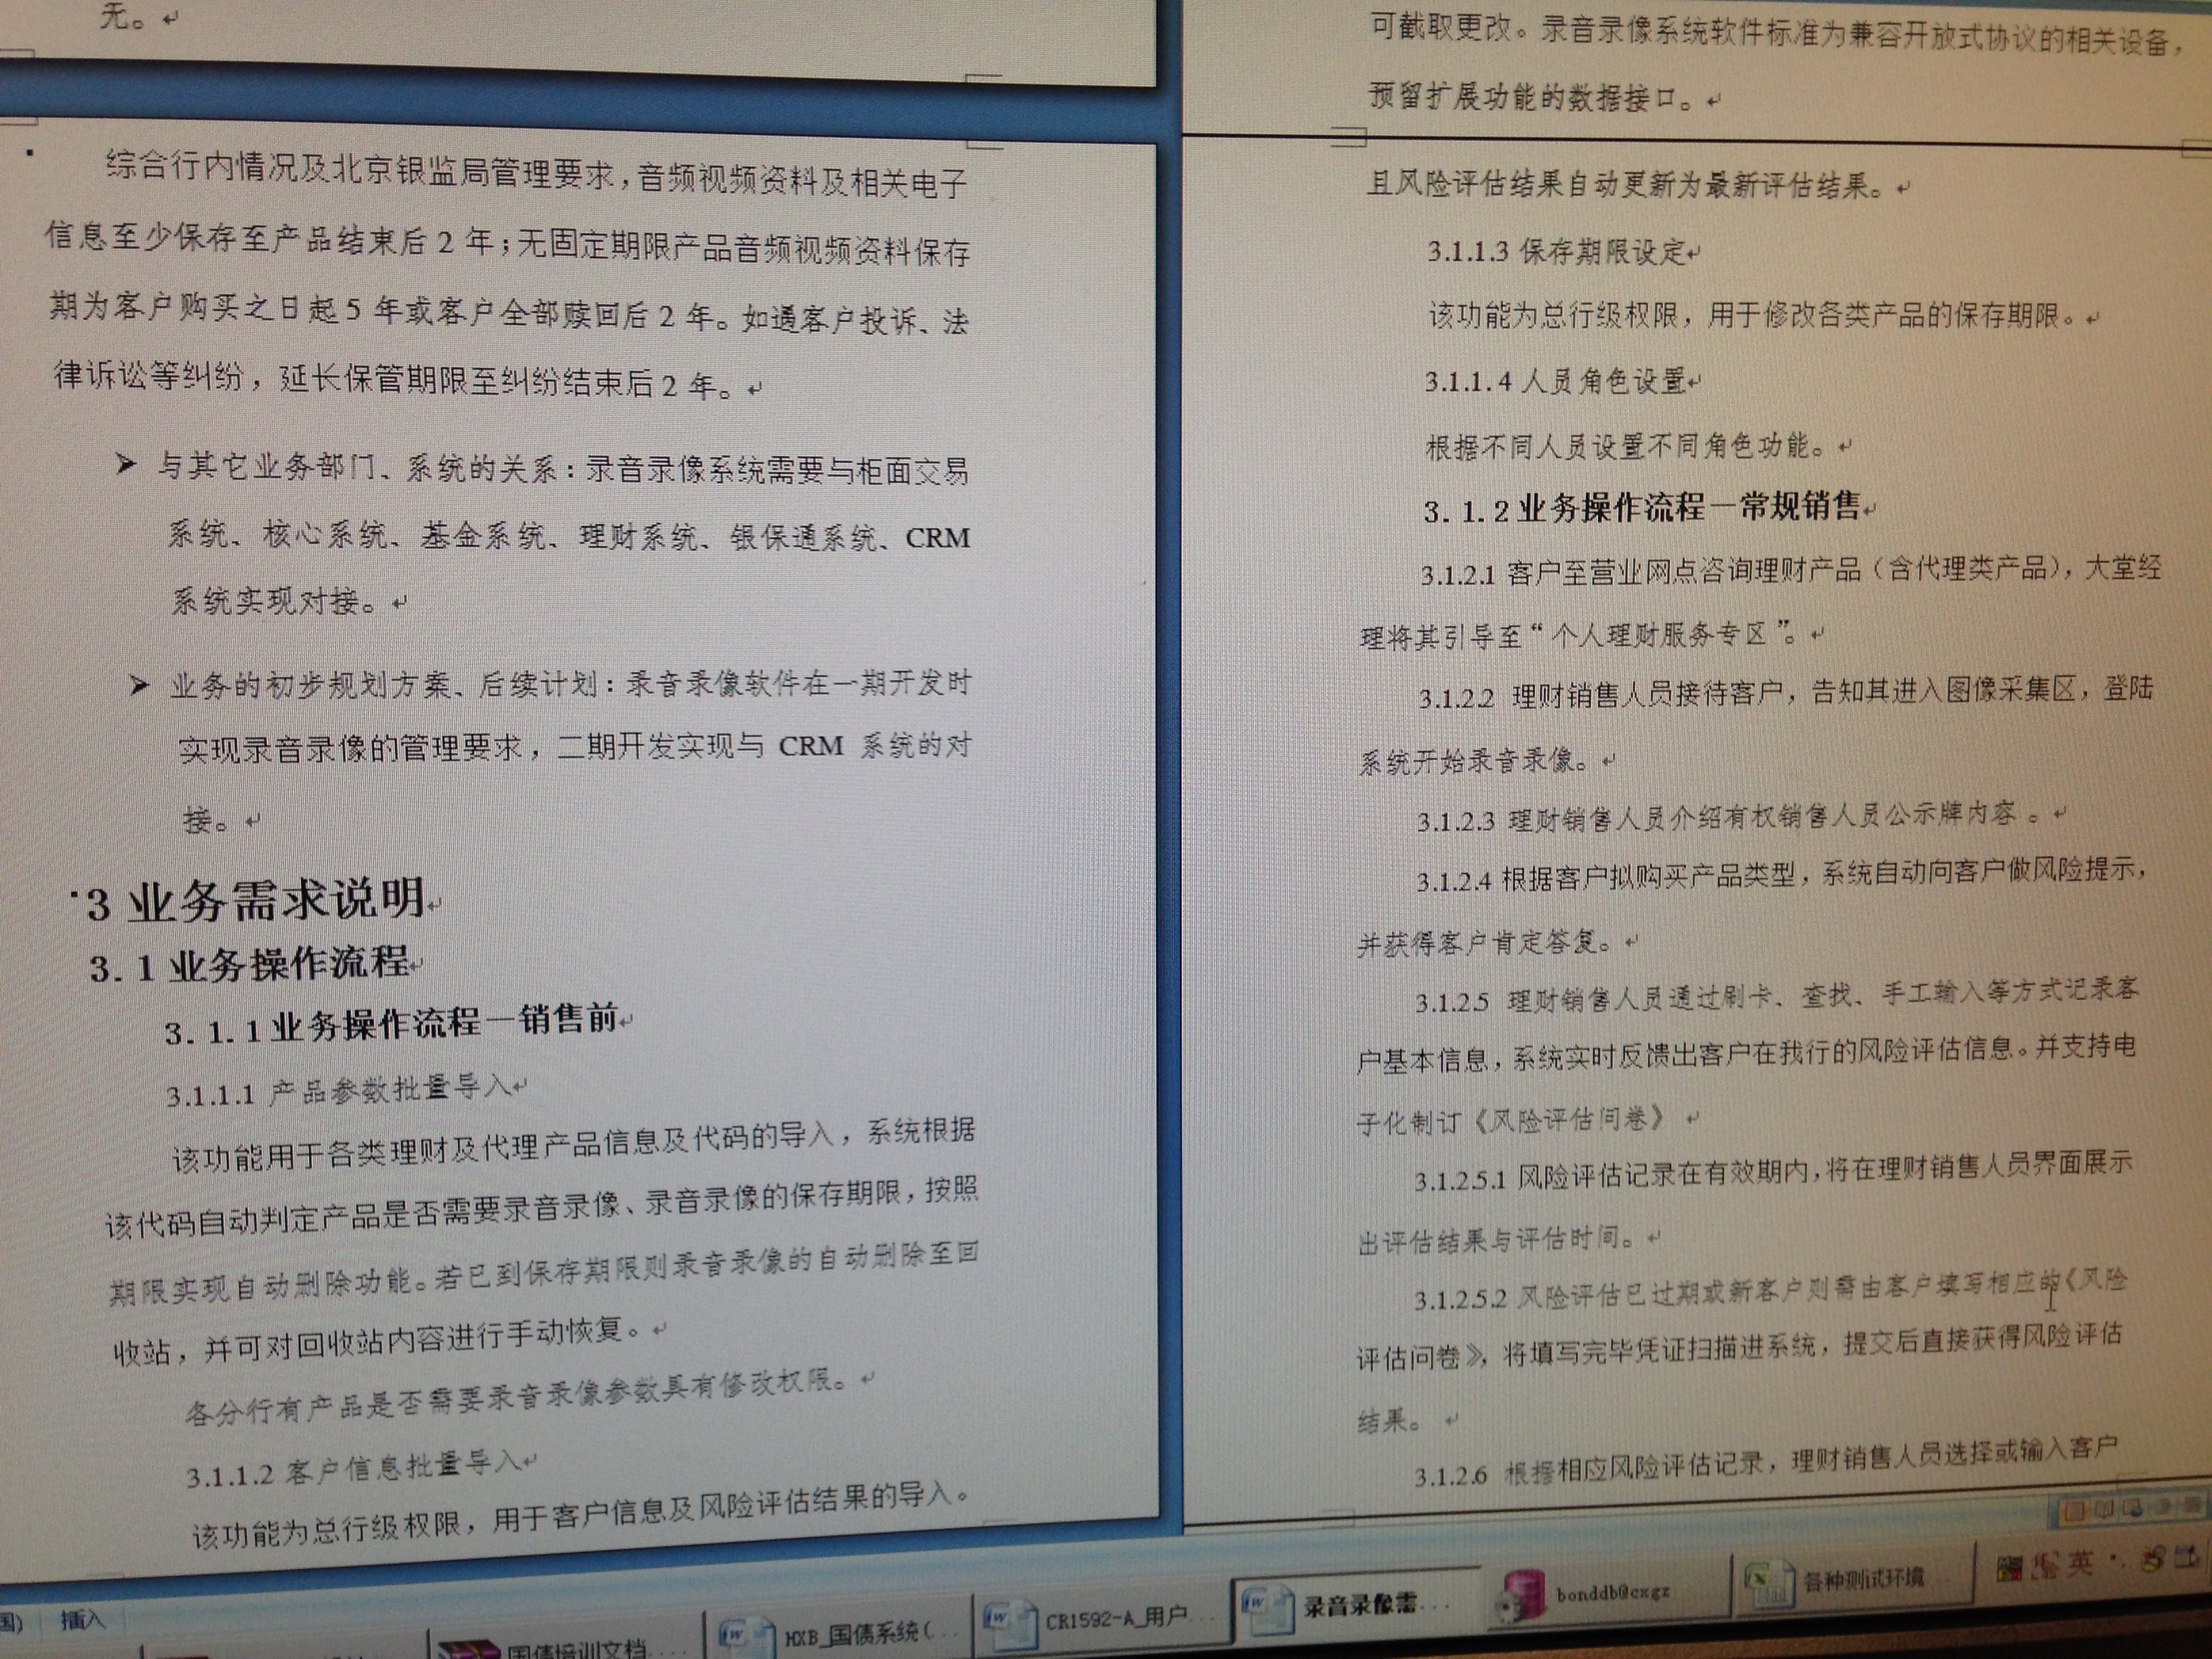 无。
综合行内情况及北京银监局管理要求，音频视频资料及相关电子
信息至少保存至产品结束后 2 年；无固定期限产品音频视频资料保存
期为客户购买之日起 5 年或客户全部赎回后 2 年。如遇客户投诉、法
律诉讼等纠纷，延长保管期限至纠纷结束后 2 年。
➢ 与其它业务部门、系统的关系：录音录像系统需要与柜面交易
系统、核心系统、基金系统、理财系统、银保通系统、CRM
系统实现对接。
➢ 业务的初步规划方案、后续计划：录音录像软件在一期开发时
实现录音录像的管理要求，二期开发实现与 CRM 系统的对
接。
3 业务需求说明
3.1 业务操作流程
3.1.1 业务操作流程—销售前
3.1.1.1 产品参数批量导入
该功能用于各类理财及代理产品信息及代码的导入，系统根据
该代码自动判定产品是否需要录音录像、录音录像的保存期限，按照
期限实现自动删除功能。若已到保存期限则录音录像的自动删除至回
收站，并可对回收站内容进行手动恢复。
各分行有产品是否需要录音录像参数具有修改权限。
3.1.1.2 客户信息批量导入
该功能为总行级权限，用于客户信息及风险评估结果的导入。
可截取更改。录音录像系统软件标准为兼容开放式协议的相关设备，
预留扩展功能的数据接口。
且风险评估结果自动更新为最新评估结果。
3.1.1.3 保存期限设定
该功能为总行级权限，用于修改各类产品的保存期限。
3.1.1.4 人员角色设置
根据不同人员设置不同角色功能。
3.1.2 业务操作流程—常规销售
3.1.2.1 客户至营业网点咨询理财产品（含代理类产品），大堂经
理将其引导至“个人理财服务专区”。
3.1.2.2 理财销售人员接待客户，告知其进入图像采集区，登陆
系统开始录音录像。
3.1.2.3 理财销售人员介绍有权销售人员公示牌内容 。
3.1.2.4 根据客户拟购买产品类型，系统自动向客户做风险提示，
并获得客户肯定答复。
3.1.2.5 理财销售人员通过刷卡、查找、手工输入等方式记录客
户基本信息，系统实时反馈出客户在我行的风险评估信息。并支持电
子化制订《风险评估问卷》
3.1.2.5.1 风险评估记录在有效期内，将在理财销售人员界面展示
出评估结果与评估时间。
3.1.2.5.2 风险评估已过期或新客户则需由客户填写相应的《风险
评估问卷》，将填写完毕凭证扫描进系统，提交后直接获得风险评估
结果。
3.1.2.6 根据相应风险评估记录，理财销售人员选择或输入客户
国) 插入
国债培训文档...
HXB_国债系统(...
CR1592-A_用户...
录音录像需...
bonddb@cxgz
各种测试环境
英